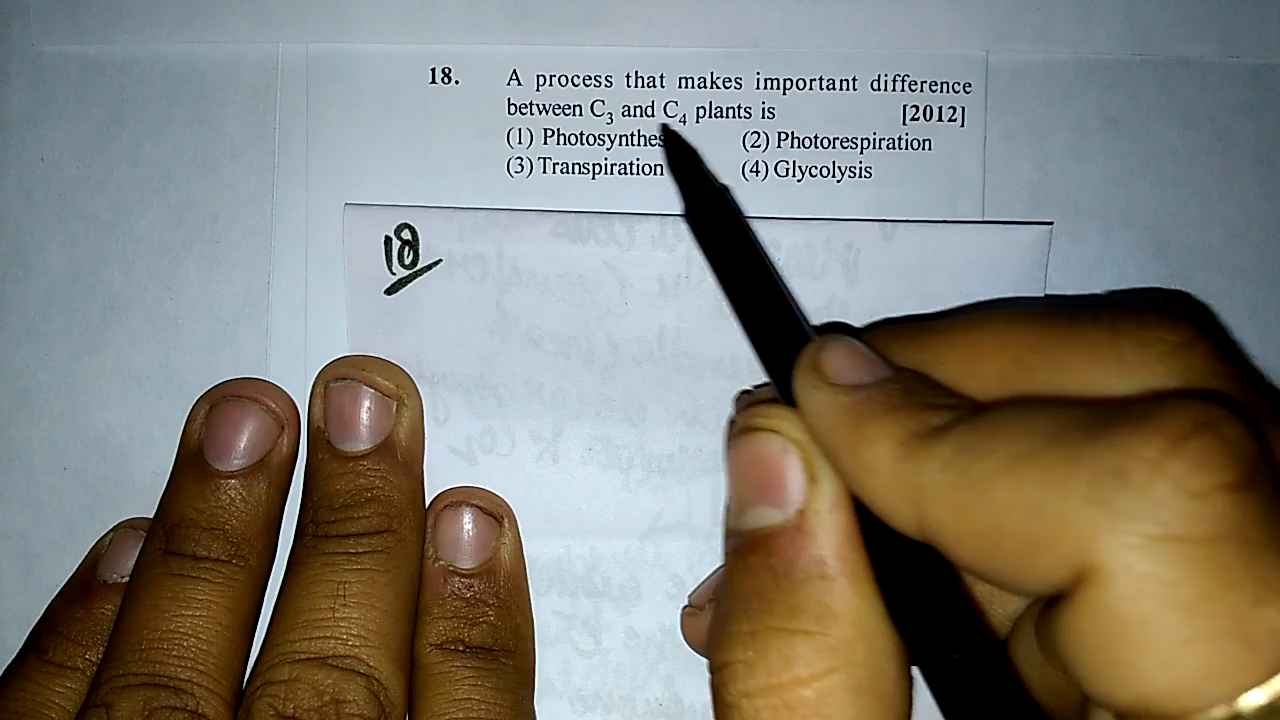 18. A process that makes important difference
between C₃ and C₄ plants is [2012]
(1) Photosynthes (2) Photorespiration
(3) Transpiration (4) Glycolysis
18